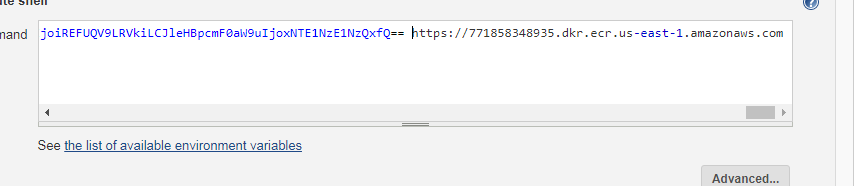 mand
joiREFUQV9LRVkiLCJleHBpcmF0aW9uIjoxNTE1NzE1NzQxfQ== https://771858348935.dkr.ecr.us-east-1.amazonaws.com
See the list of available environment variables
Advanced...